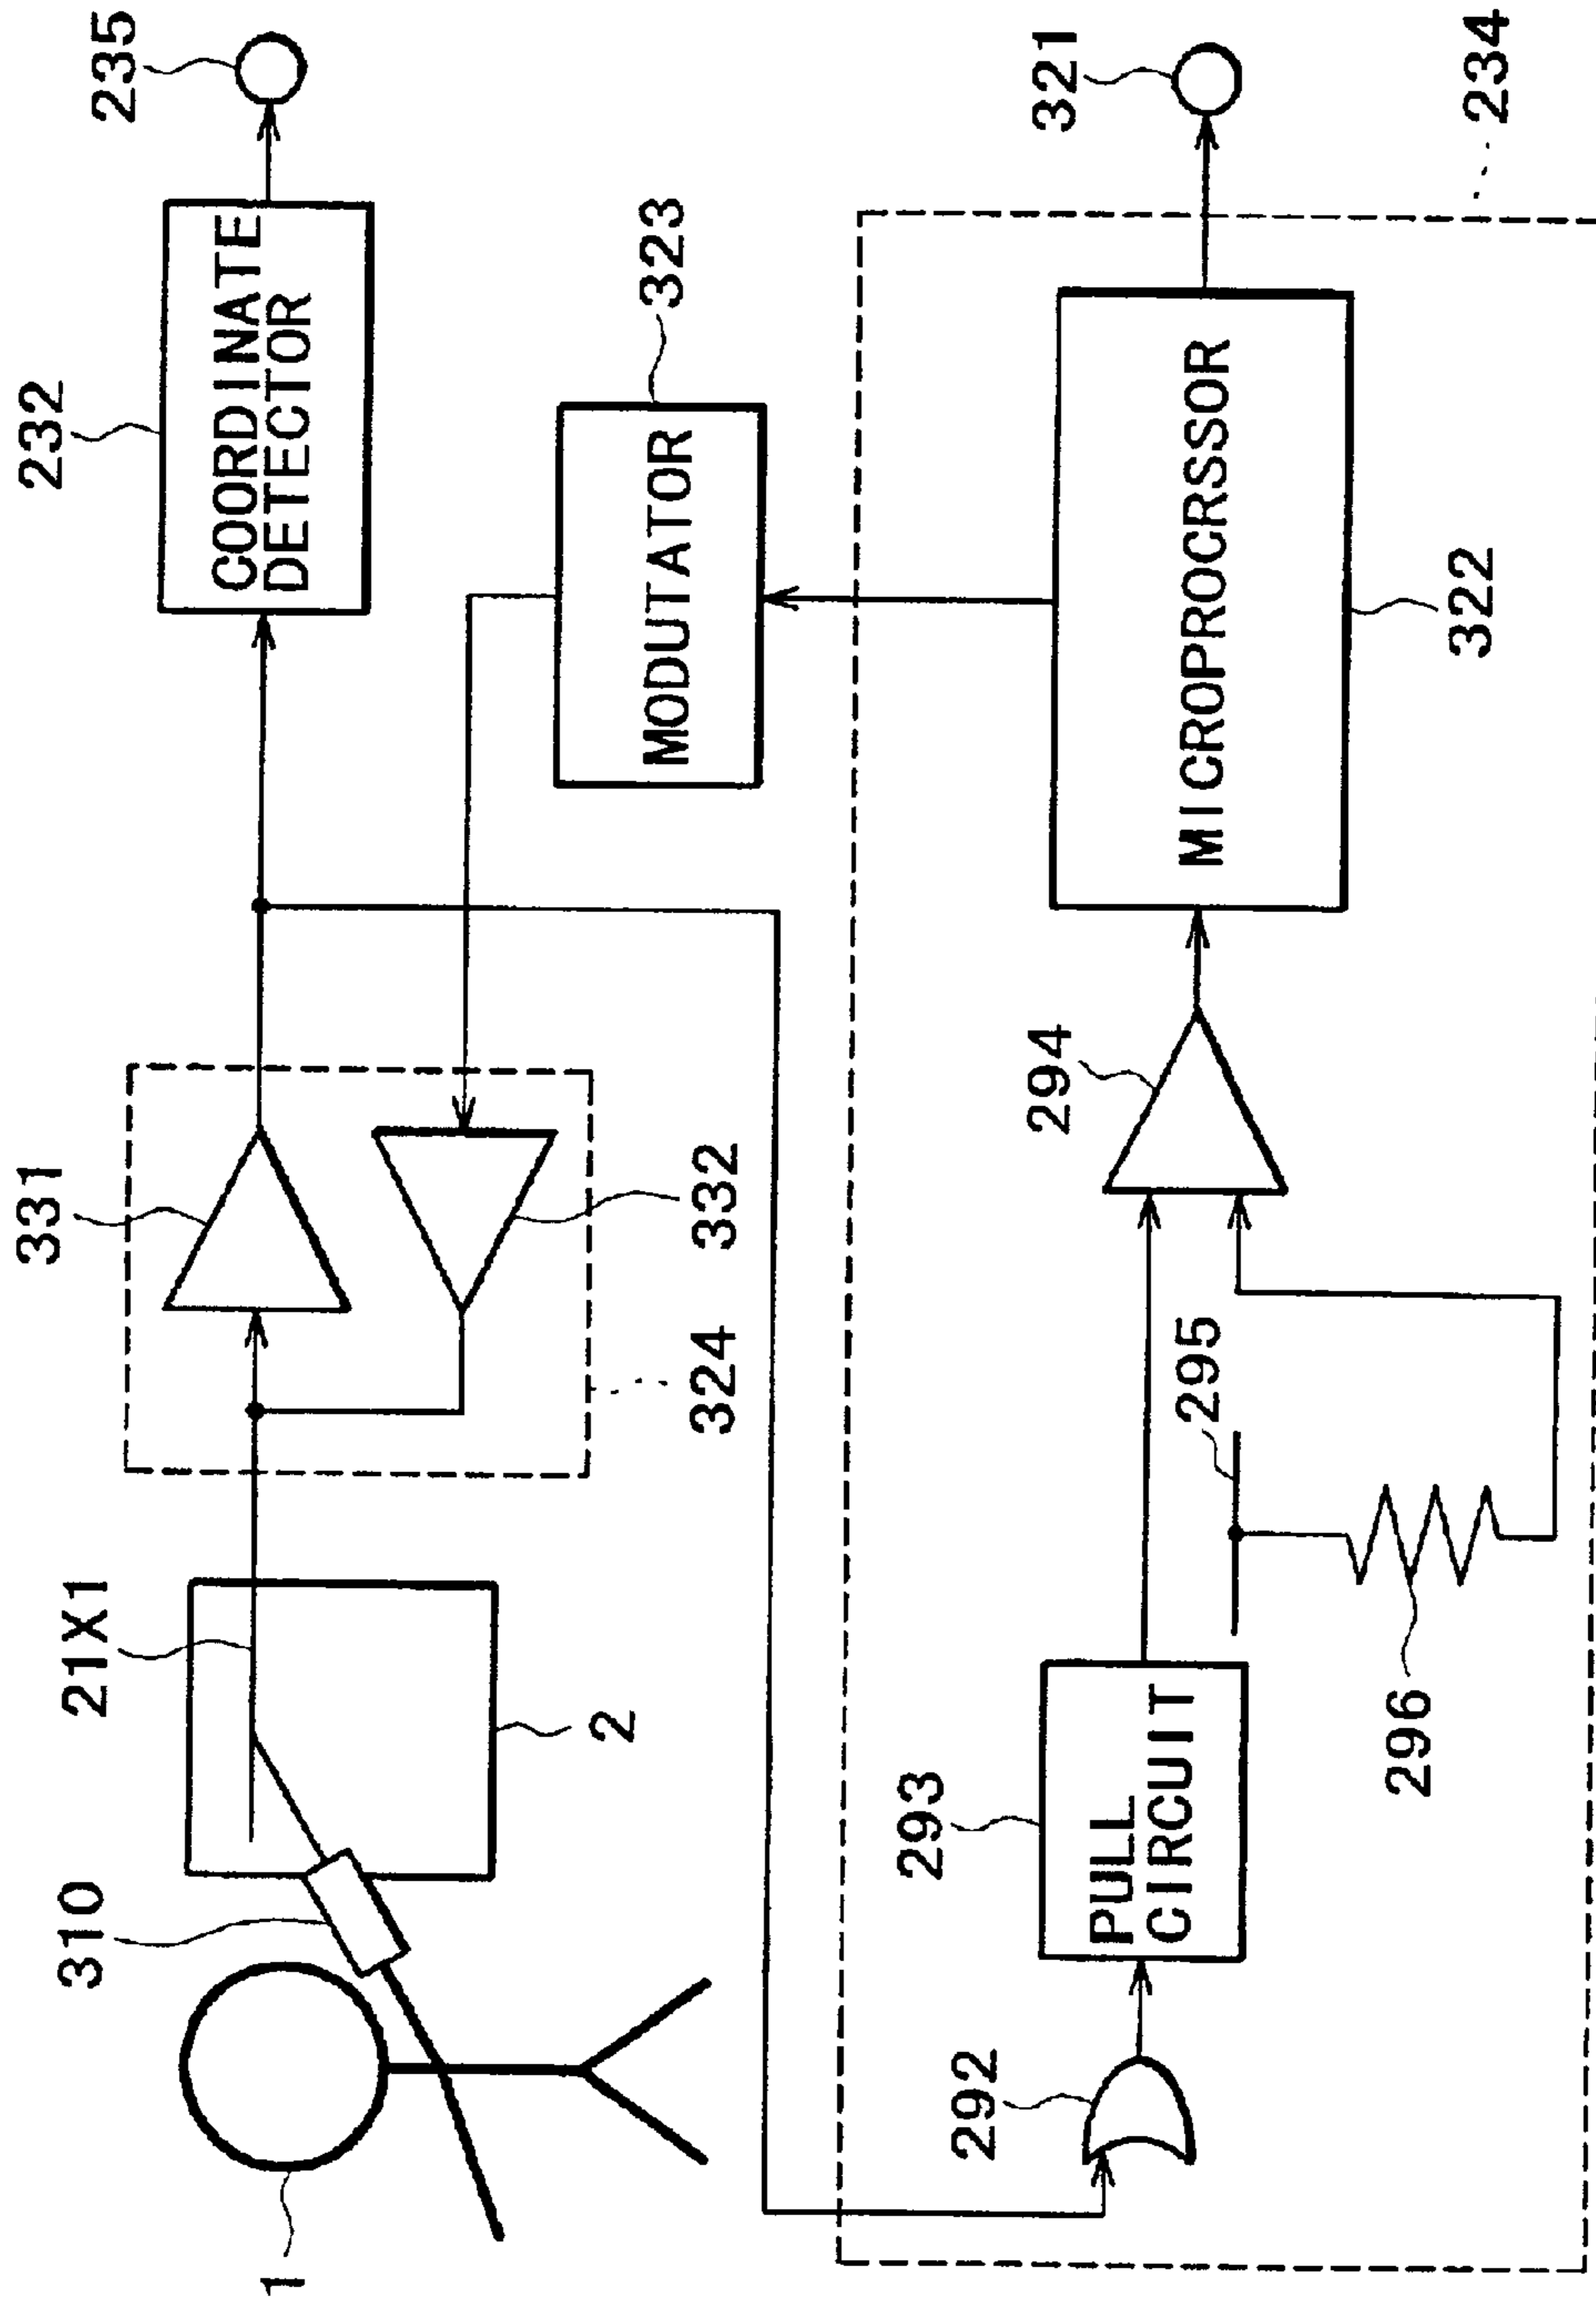 331
232
235
310
21X1
COORDINATE
DETECTOR
1
2
324
332
MODUTATOR
323
292
293
294
321
PULL
CIRCUIT
295
MICROPROCRSSOR
296
322
234